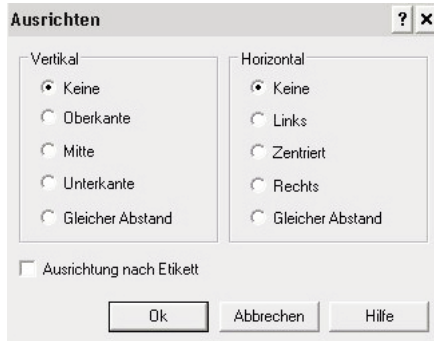 Ausrichten
Vertikal
Keine
Oberkante
Mitte
Unterkante
Gleicher Abstand
Horizontal
Keine
Links
Zentriert
Rechts
Gleicher Abstand
Ausrichtung nach Etikett
Ok Abbrechen Hilfe